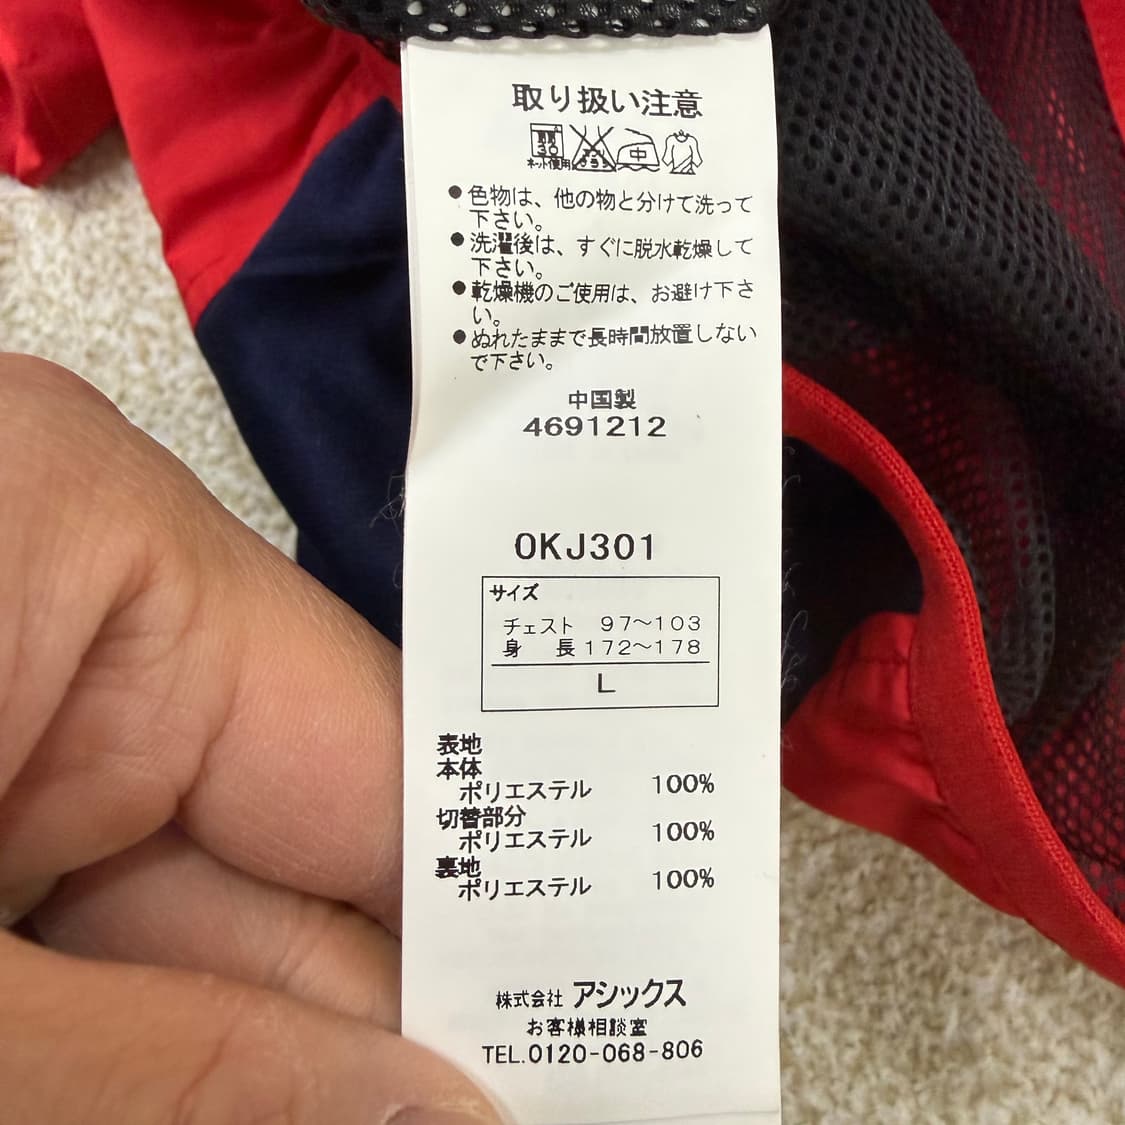 取り扱い注意
30 中
ネット使用
●色物は、他の物と分けて洗って
下さい。
●洗濯後は、すぐに脱水乾燥して
下さい。
●乾燥機のご使用は、お避け下さ
い。
●ぬれたままで長時間放置しない
で下さい。
中国製
4691212
OKJ301
サイズ
チェスト 97〜103
身 長 172〜178
L
表地
本体
ポリエステル 100%
切替部分
ポリエステル 100%
裏地
ポリエステル 100%
株式会社 アシックス
お客様相談室
TEL.0120-068-806